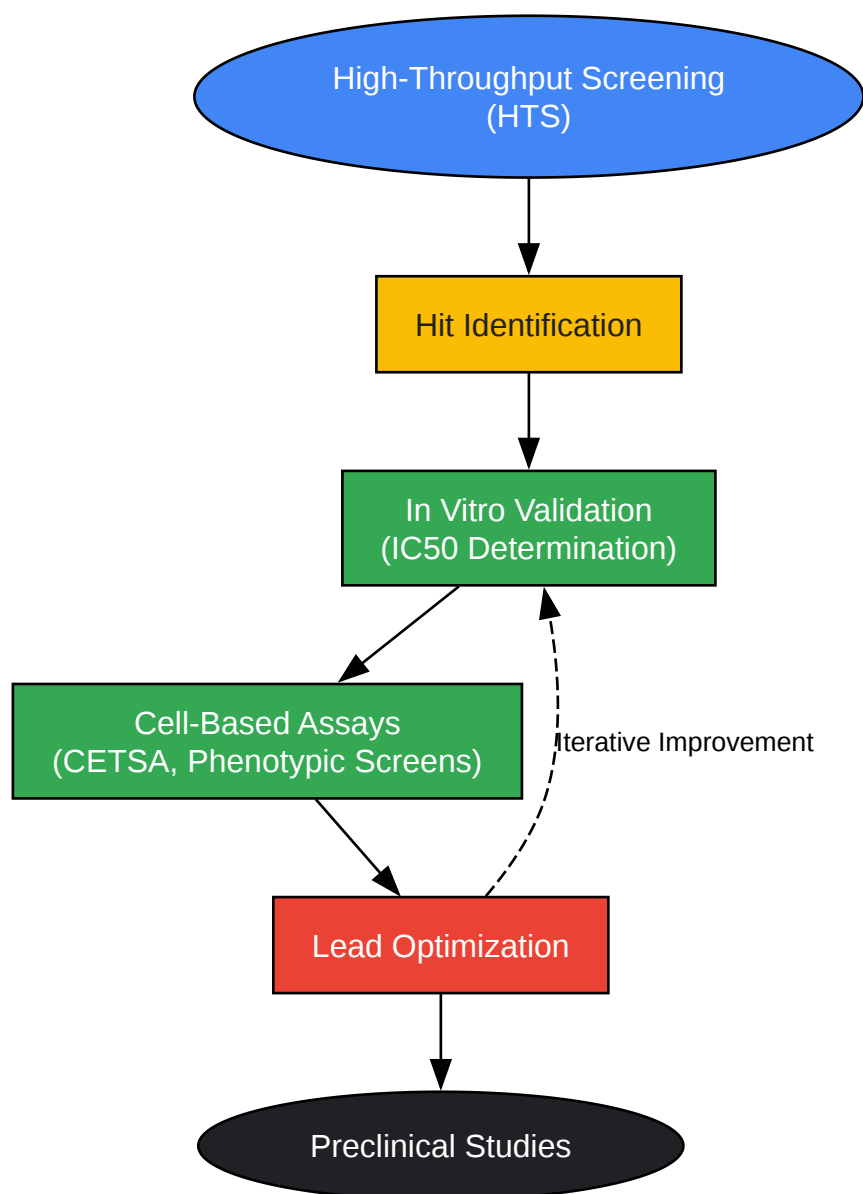 High-Throughput Screening
(HTS)
Hit Identification
In Vitro Validation
(IC50 Determination)
Cell-Based Assays
(CETSA, Phenotypic Screens)
Iterative Improvement
Lead Optimization
Preclinical Studies